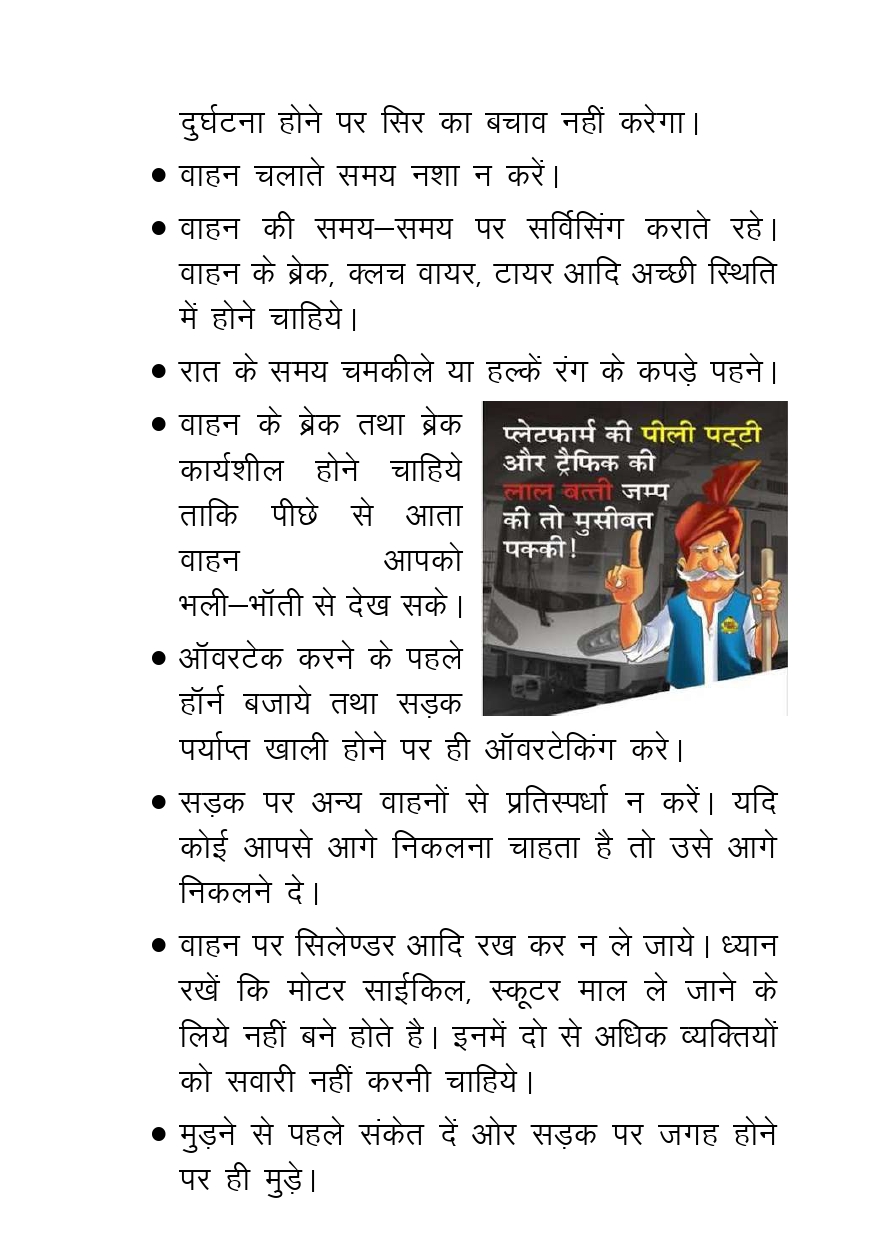 दुर्घटना होने पर सिर का बचाव नहीं करेगा।
● वाहन चलाते समय नशा न करें।
● वाहन की समय–समय पर सर्विसिंग कराते रहे।
वाहन के ब्रेक, क्लच वायर, टायर आदि अच्छी स्थिति
में होने चाहिये।
● रात के समय चमकीले या हल्कें रंग के कपड़े पहने।
● वाहन के ब्रेक तथा ब्रेक
कार्यशील होने चाहिये
ताकि पीछे से आता
वाहन आपको
भली–भॉती से देख सके।
● ऑवरटेक करने के पहले
हॉर्न बजाये तथा सड़क
पर्याप्त खाली होने पर ही ऑवरटेकिंग करे।
प्लेटफार्म की पीली पट्टी
और ट्रैफिक की
लाल बत्ती जम्प
की तो मुसीबत
पक्की!
● सड़क पर अन्य वाहनों से प्रतिस्पर्धा न करें। यदि
कोई आपसे आगे निकलना चाहता है तो उसे आगे
निकलने दे।
● वाहन पर सिलेण्डर आदि रख कर न ले जाये। ध्यान
रखें कि मोटर साईकिल, स्कूटर माल ले जाने के
लिये नहीं बने होते है। इनमें दो से अधिक व्यक्तियों
को सवारी नहीं करनी चाहिये।
● मुड़ने से पहले संकेत दें ओर सड़क पर जगह होने
पर ही मुड़े।